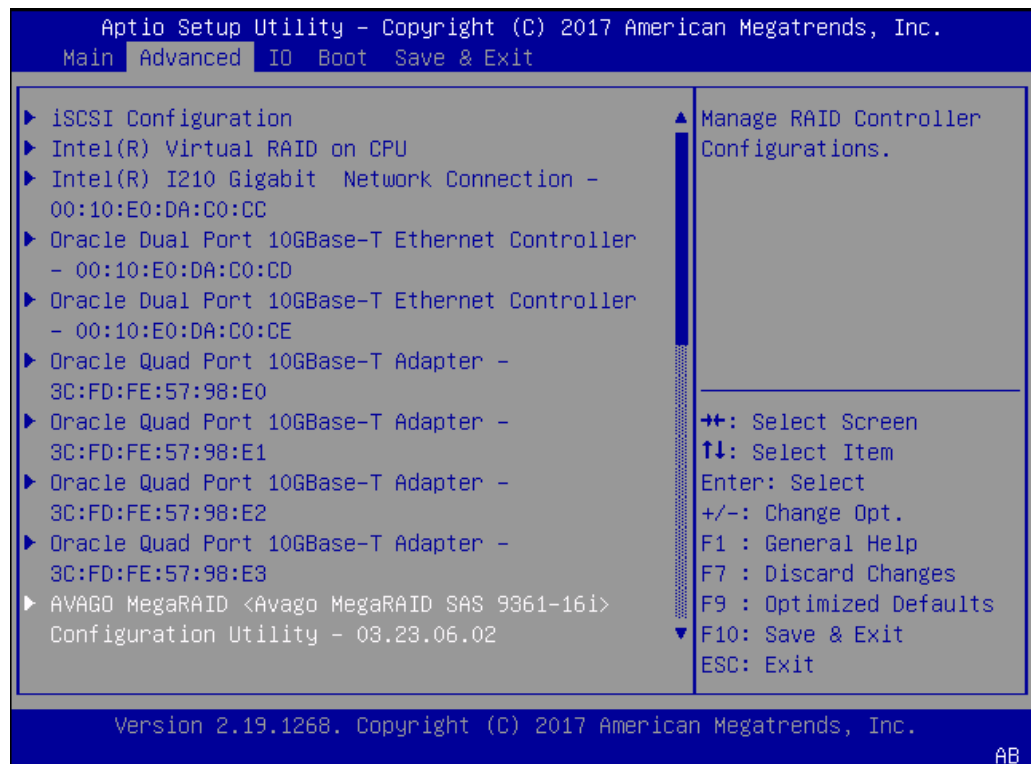 Aptio Setup Utility – Copyright (C) 2017 American Megatrends, Inc.
Main Advanced IO Boot Save & Exit
▶ iSCSI Configuration
▶ Intel(R) Virtual RAID on CPU
▶ Intel(R) I210 Gigabit  Network Connection –
00:10:E0:DA:C0:CC
▶ Oracle Dual Port 10GBase–T Ethernet Controller
– 00:10:E0:DA:C0:CD
▶ Oracle Dual Port 10GBase–T Ethernet Controller
– 00:10:E0:DA:C0:CE
▶ Oracle Quad Port 10GBase–T Adapter –
3C:FD:FE:57:98:E0
▶ Oracle Quad Port 10GBase–T Adapter –
3C:FD:FE:57:98:E1
▶ Oracle Quad Port 10GBase–T Adapter –
3C:FD:FE:57:98:E2
▶ Oracle Quad Port 10GBase–T Adapter –
3C:FD:FE:57:98:E3
▶ AVAGO MegaRAID <Avago MegaRAID SAS 9361–16i>
Configuration Utility – 03.23.06.02
Manage RAID Controller
Configurations.
→←: Select Screen
↑↓: Select Item
Enter: Select
+/–: Change Opt.
F1 : General Help
F7 : Discard Changes
F9 : Optimized Defaults
F10: Save & Exit
ESC: Exit
Version 2.19.1268. Copyright (C) 2017 American Megatrends, Inc.
AB